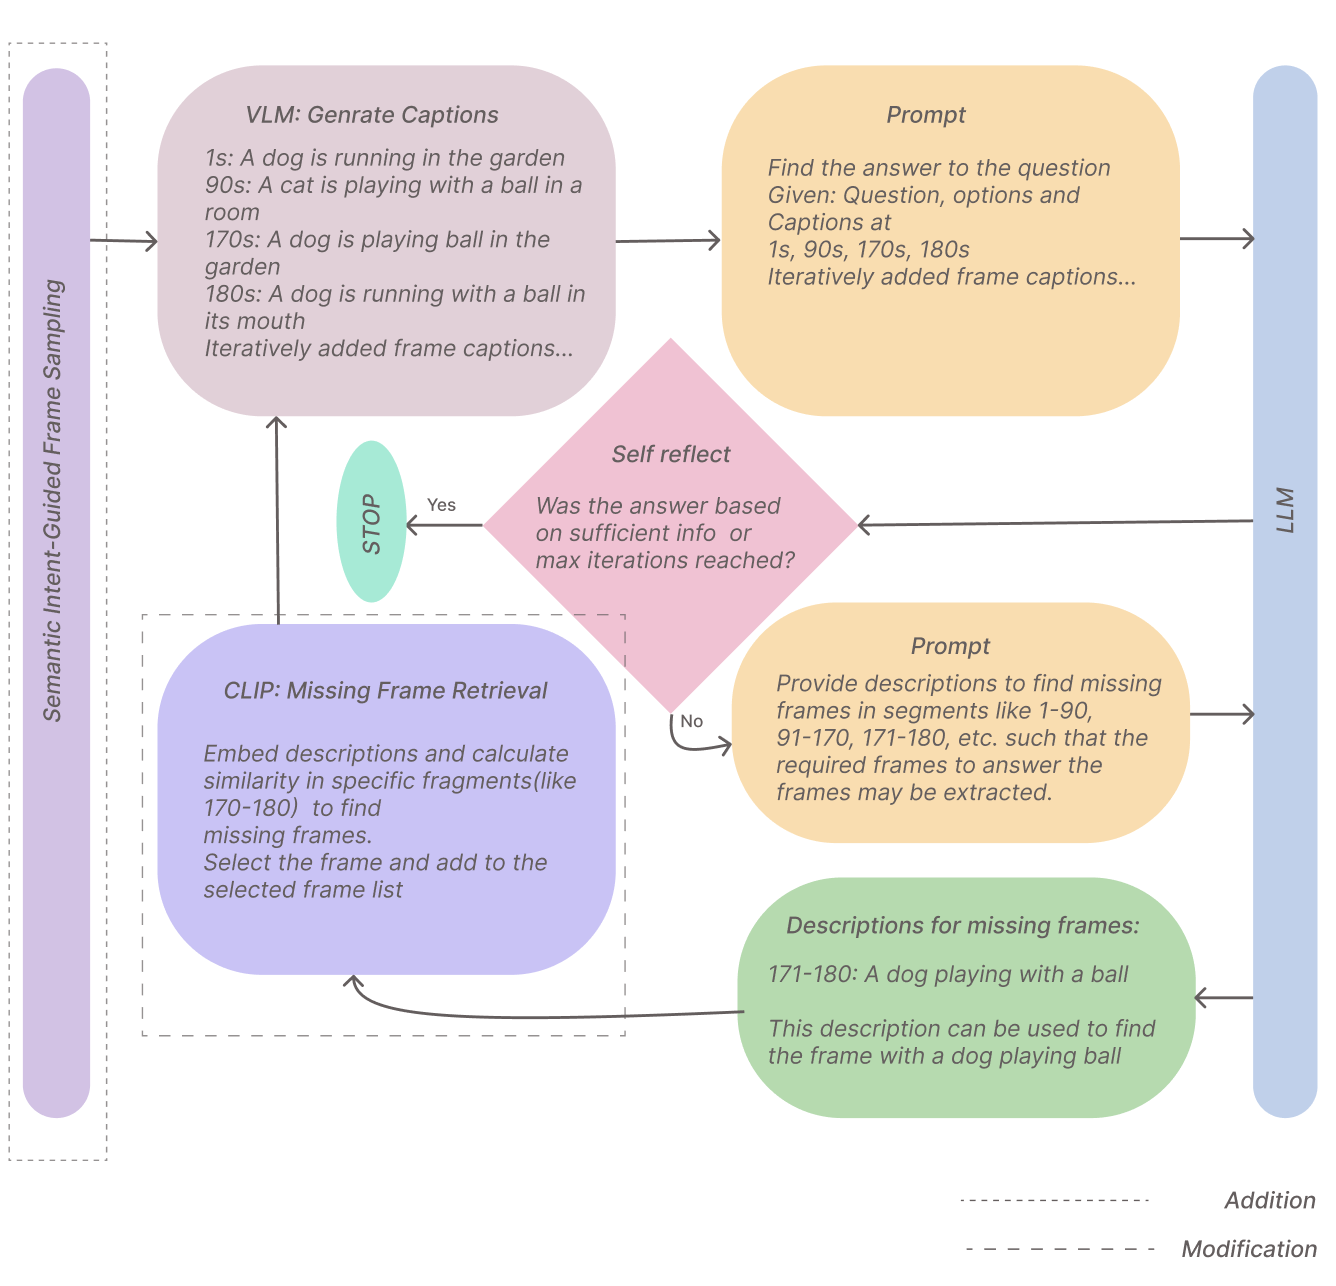 Semantic Intent-Guided Frame Sampling
VLM: Genrate Captions
1s: A dog is running in the garden
90s: A cat is playing with a ball in a
room
170s: A dog is playing ball in the
garden
180s: A dog is running with a ball in
its mouth
Iteratively added frame captions...
Prompt
Find the answer to the question
Given: Question, options and
Captions at
1s, 90s, 170s, 180s
Iteratively added frame captions...
LLM
Self reflect
Was the answer based
on sufficient info  or
max iterations reached?
Yes
STOP
No
Prompt
Provide descriptions to find missing
frames in segments like 1-90,
91-170, 171-180, etc. such that the
required frames to answer the
frames may be extracted.
Descriptions for missing frames:
171-180: A dog playing with a ball
This description can be used to find
the frame with a dog playing ball
CLIP: Missing Frame Retrieval
Embed descriptions and calculate
similarity in specific fragments(like
170-180)  to find
missing frames.
Select the frame and add to the
selected frame list
Addition
Modification